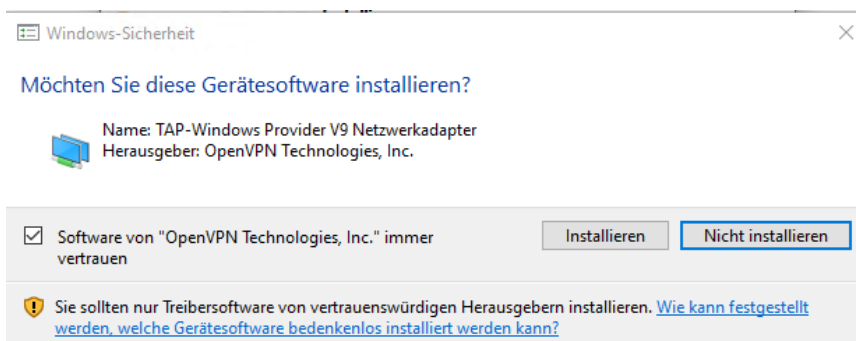 Windows-Sicherheit
Möchten Sie diese Gerätesoftware installieren?
Name: TAP-Windows Provider V9 Netzwerkadapter
Herausgeber: OpenVPN Technologies, Inc.
Software von "OpenVPN Technologies, Inc." immer
vertrauen
Installieren
Nicht installieren
Sie sollten nur Treibersoftware von vertrauenswürdigen Herausgebern installieren. Wie kann festgestellt
werden, welche Gerätesoftware bedenkenlos installiert werden kann?